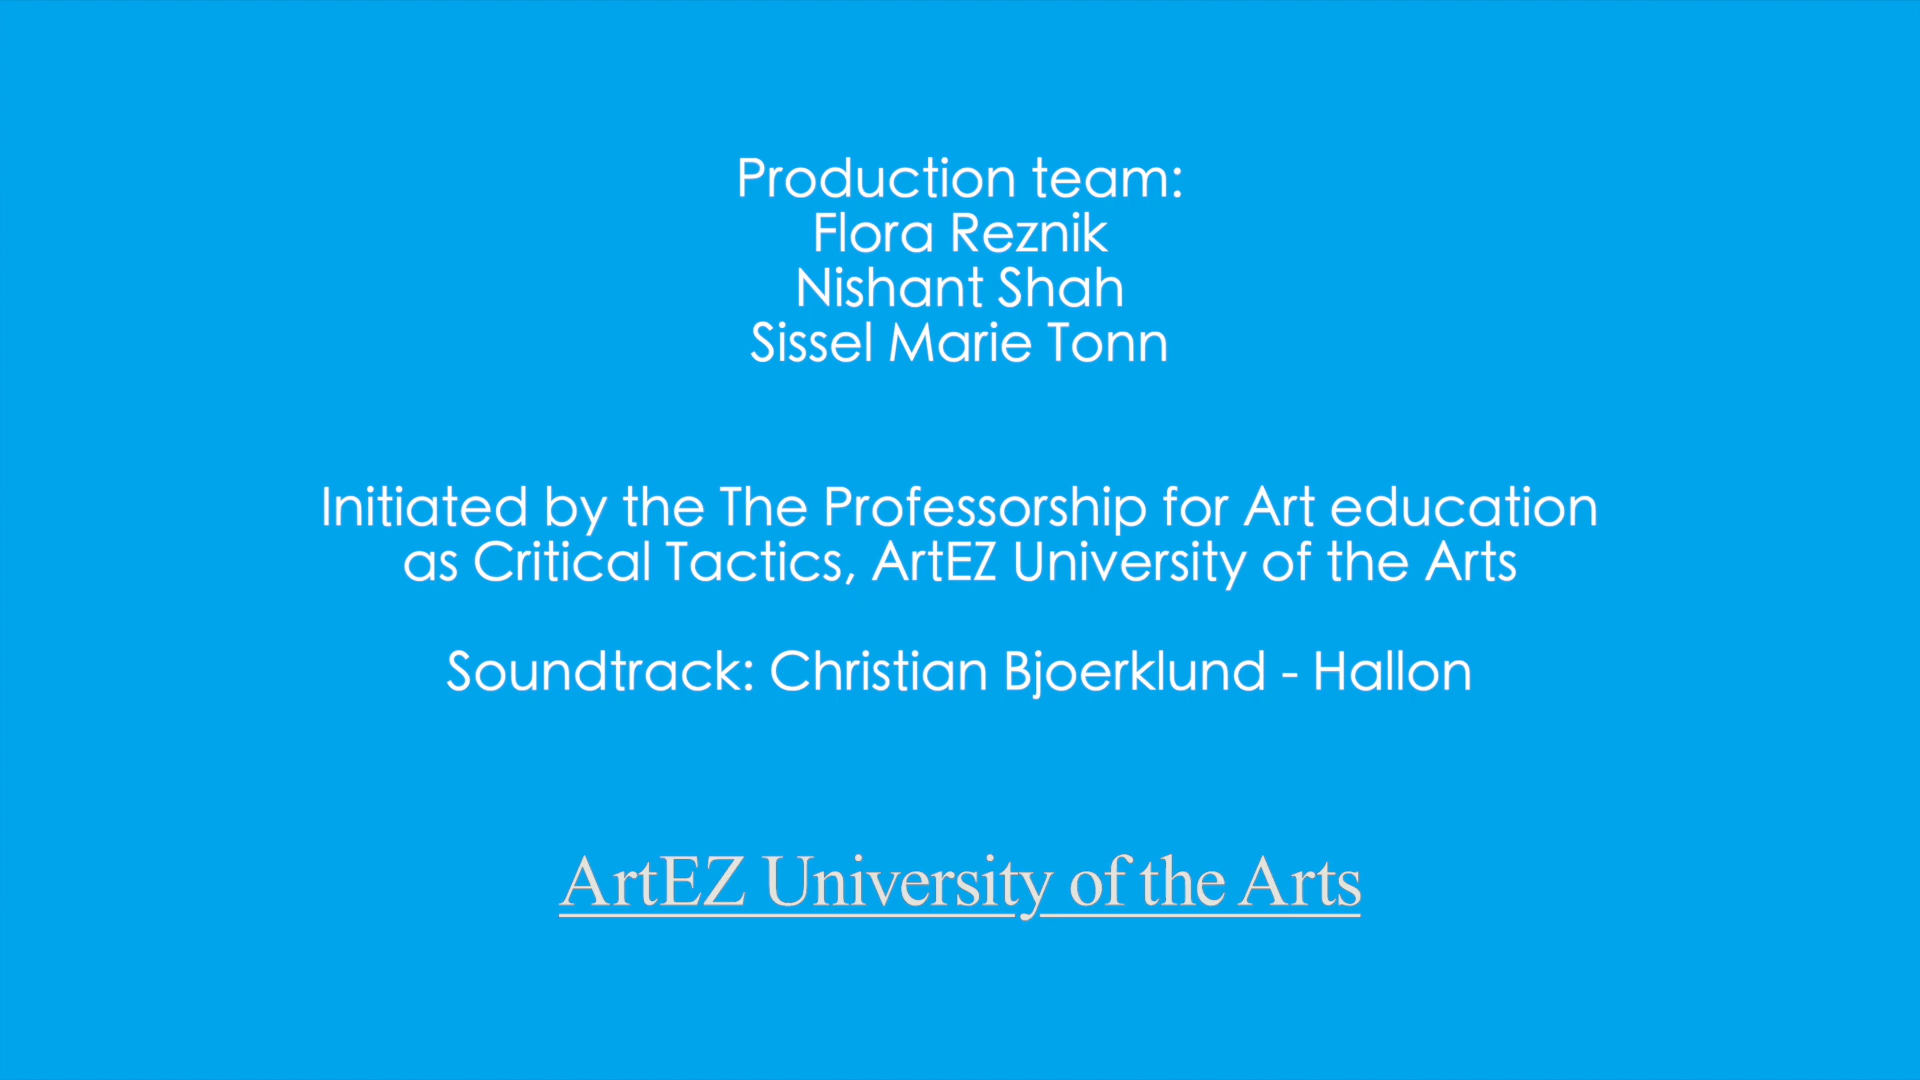 Production team:
Flora Reznik
Nishant Shah
Sissel Marie Tonn
Initiated by the The Professorship for Art education
as Critical Tactics, ArtEZ University of the Arts
Soundtrack: Christian Bjoerklund - Hallon
ArtEZ University of the Arts